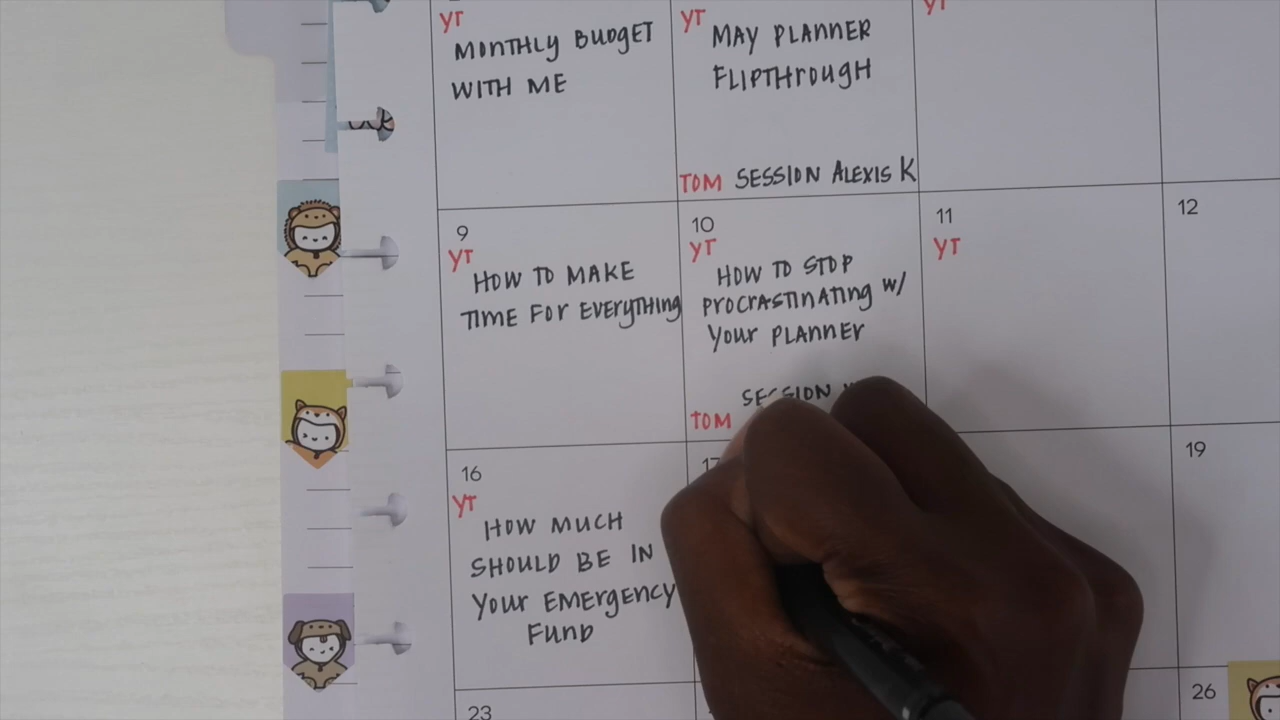 YT
MONTHLY BUDGET
WITH ME
YT
MAY PLANNER
FLIPTHROUGH
TOM SESSION ALEXIS K
YT
9
YT
HOW TO MAKE
TIME FOR EVERYTHING
10
YT
HOW TO STOP
PROCRASTINATING W/
YOUR PLANNER
SESSION
TOM
11
YT
12
16
YT
HOW MUCH
SHOULD BE IN
YOUR EMERGENCY
FUND
17
19
23
26